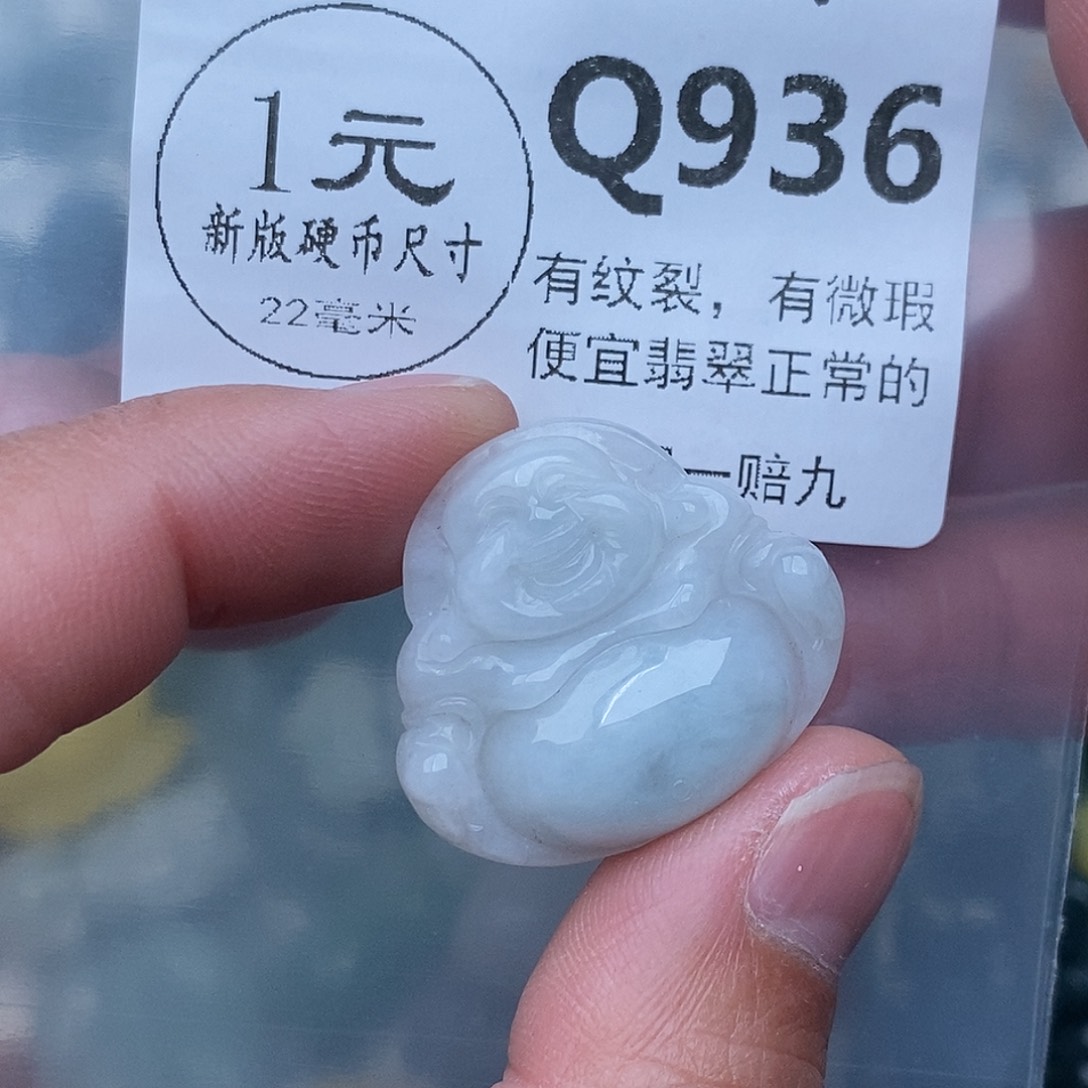 1元
新版硬币尺寸
22毫米
Q936
有纹裂，有微瑕
便宜翡翠正常的
一赔九